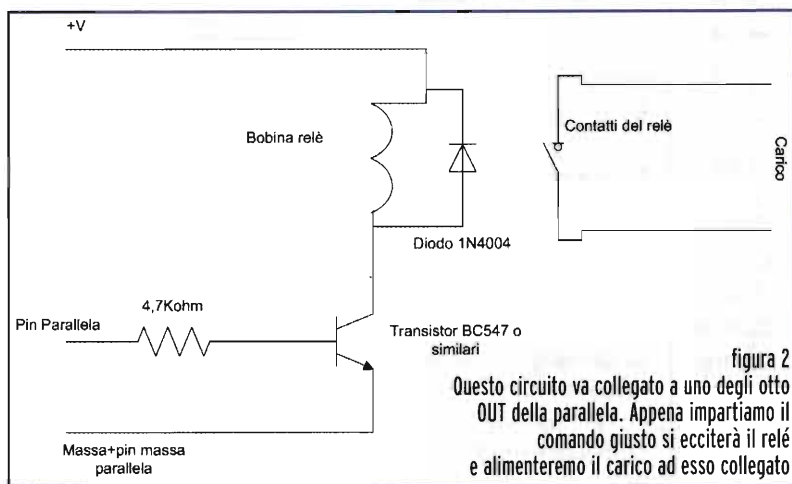 +V
Bobina relè
Contatti del relè
Carico
Diodo 1N4004
4,7Kohm
Pin Parallela
Transistor BC547 o
similari
Massa+pin massa
parallela
figura 2
Questo circuito va collegato a uno degli otto
OUT della parallela. Appena impartiamo il
comando giusto si ecciterà il relé
e alimenteremo il carico ad esso collegato